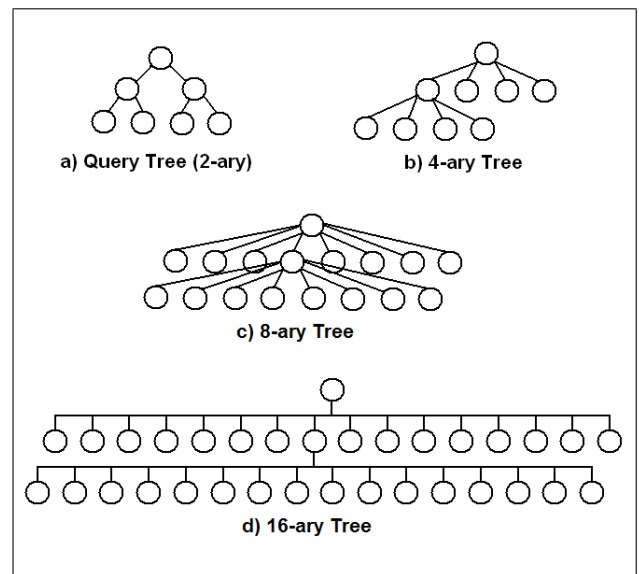 a) Query Tree (2-ary)
b) 4-ary Tree
c) 8-ary Tree
d) 16-ary Tree